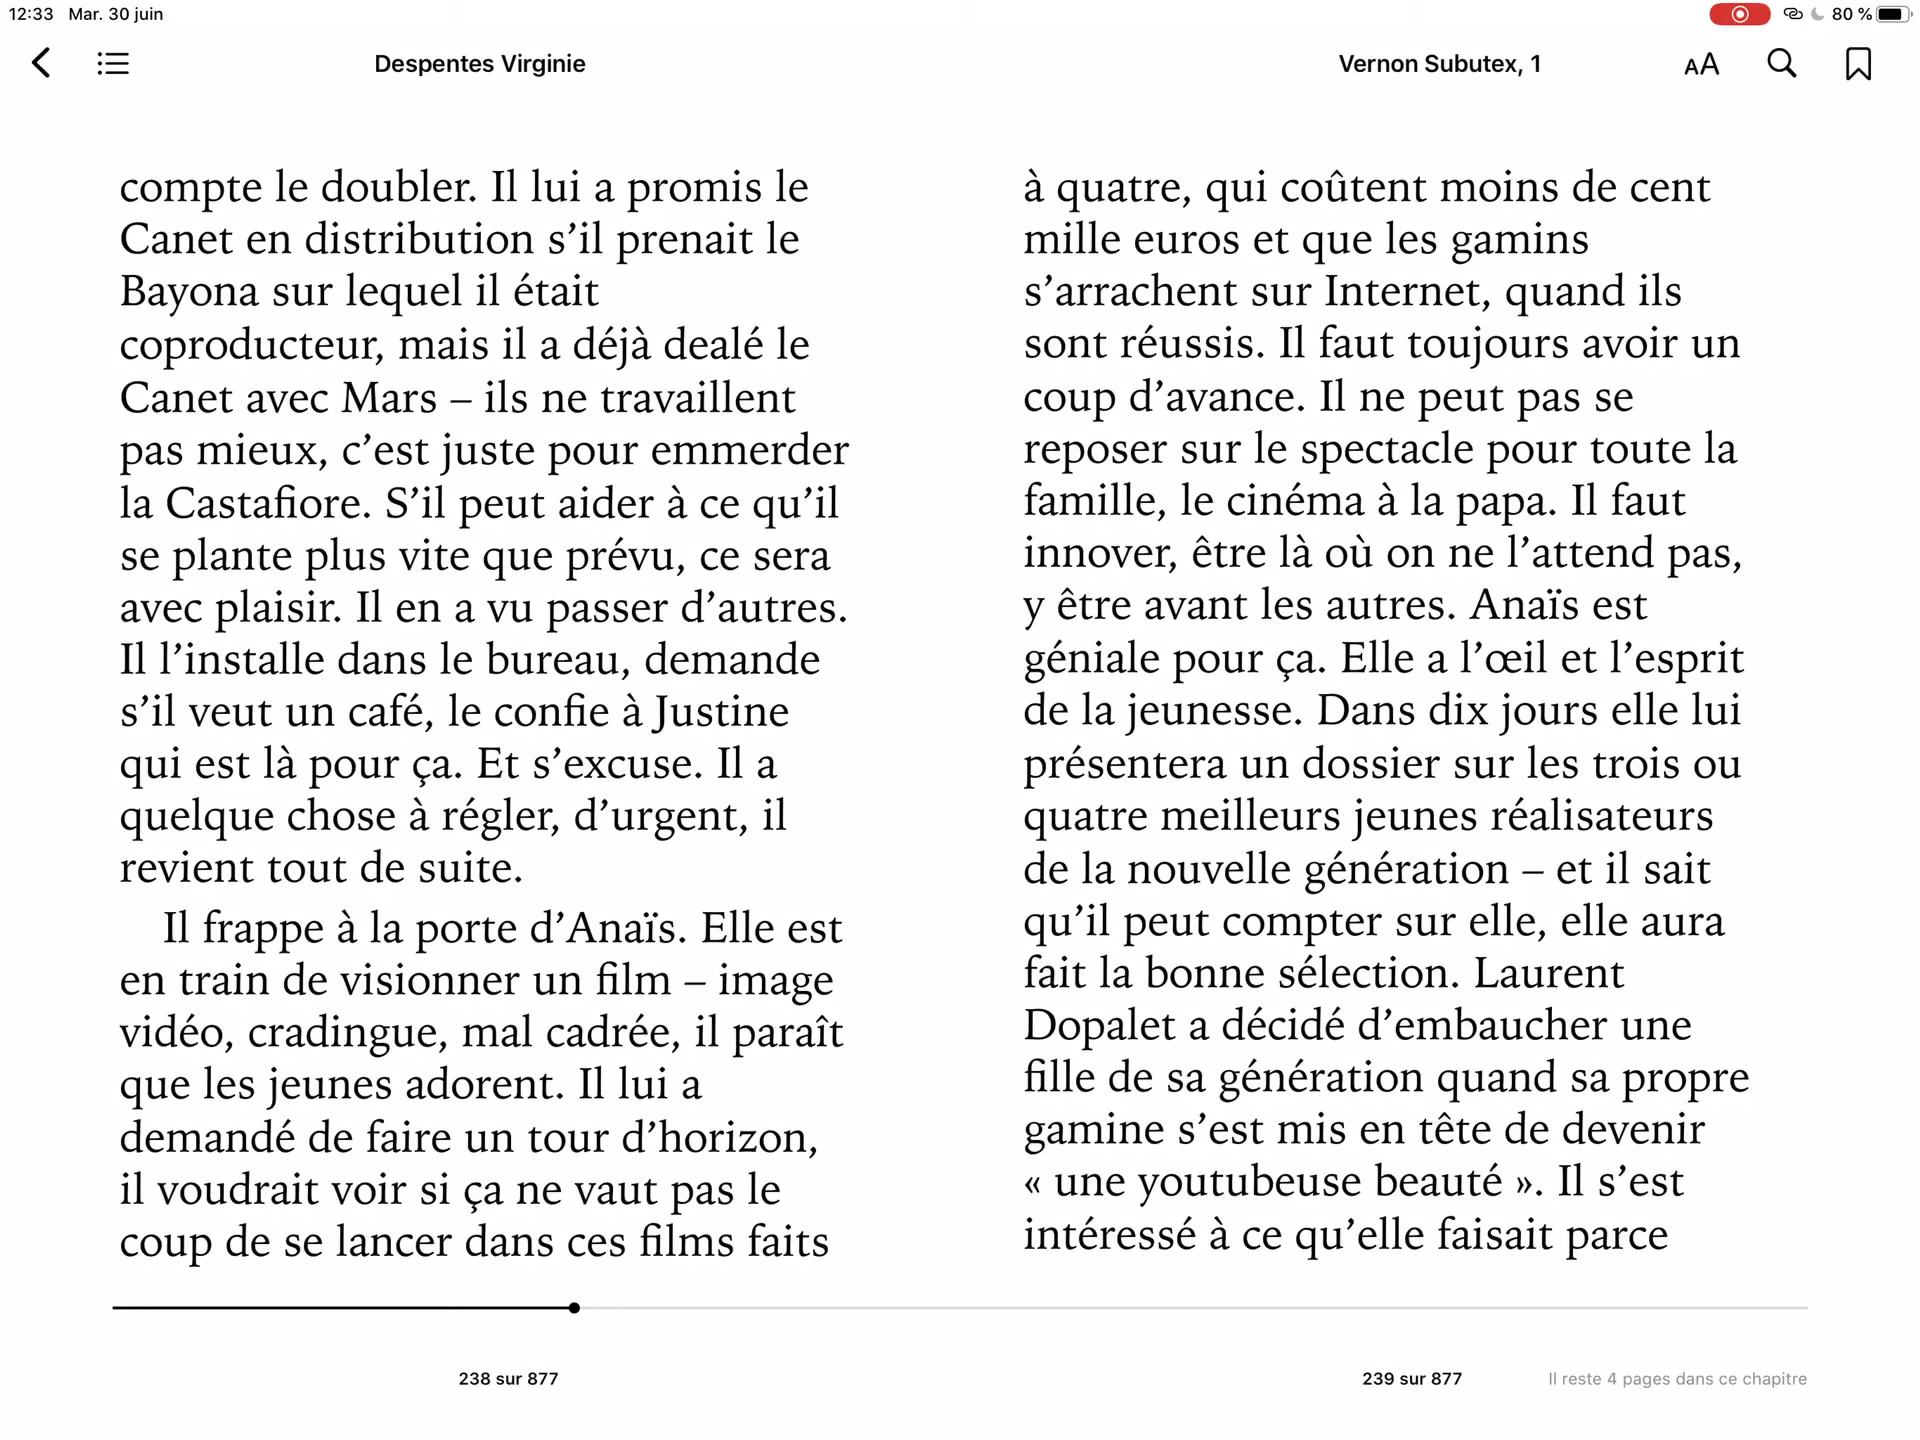 12:33 Mar. 30 juin
80 %
Despentes Virginie
Vernon Subutex, 1
AA
compte le doubler. Il lui a promis le
Canet en distribution s’il prenait le
Bayona sur lequel il était
coproducteur, mais il a déjà dealé le
Canet avec Mars – ils ne travaillent
pas mieux, c’est juste pour emmerder
la Castafiore. S’il peut aider à ce qu’il
se plante plus vite que prévu, ce sera
avec plaisir. Il en a vu passer d’autres.
Il l’installe dans le bureau, demande
s’il veut un café, le confie à Justine
qui est là pour ça. Et s’excuse. Il a
quelque chose à régler, d’urgent, il
revient tout de suite.
Il frappe à la porte d’Anaïs. Elle est
en train de visionner un film – image
vidéo, cradingue, mal cadrée, il paraît
que les jeunes adorent. Il lui a
demandé de faire un tour d’horizon,
il voudrait voir si ça ne vaut pas le
coup de se lancer dans ces films faits
à quatre, qui coûtent moins de cent
mille euros et que les gamins
s’arrachent sur Internet, quand ils
sont réussis. Il faut toujours avoir un
coup d’avance. Il ne peut pas se
reposer sur le spectacle pour toute la
famille, le cinéma à la papa. Il faut
innover, être là où on ne l’attend pas,
y être avant les autres. Anaïs est
géniale pour ça. Elle a l’œil et l’esprit
de la jeunesse. Dans dix jours elle lui
présentera un dossier sur les trois ou
quatre meilleurs jeunes réalisateurs
de la nouvelle génération – et il sait
qu’il peut compter sur elle, elle aura
fait la bonne sélection. Laurent
Dopalet a décidé d’embaucher une
fille de sa génération quand sa propre
gamine s’est mis en tête de devenir
« une youtubeuse beauté ». Il s’est
intéressé à ce qu’elle faisait parce
238 sur 877
239 sur 877
Il reste 4 pages dans ce chapitre